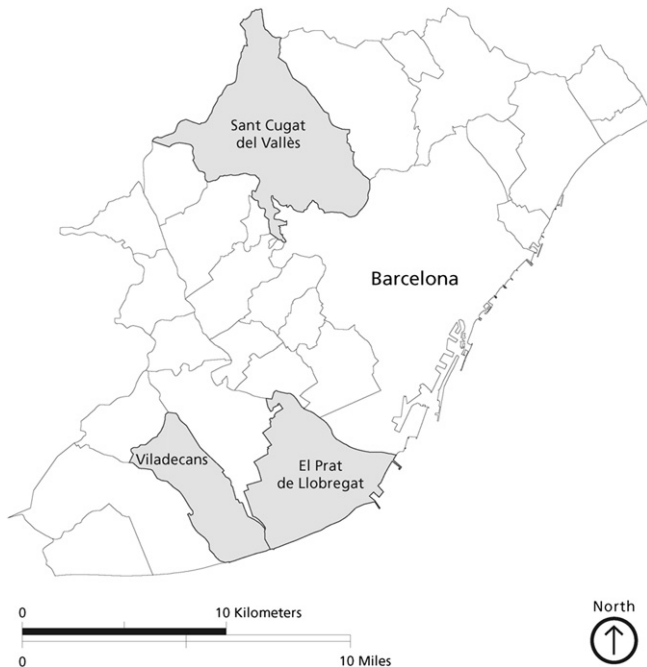 Sant Cugat
del Vallès
Barcelona
Viladecans
El Prat
de Llobregat
0 10 Kilometers
0 10 Miles
North